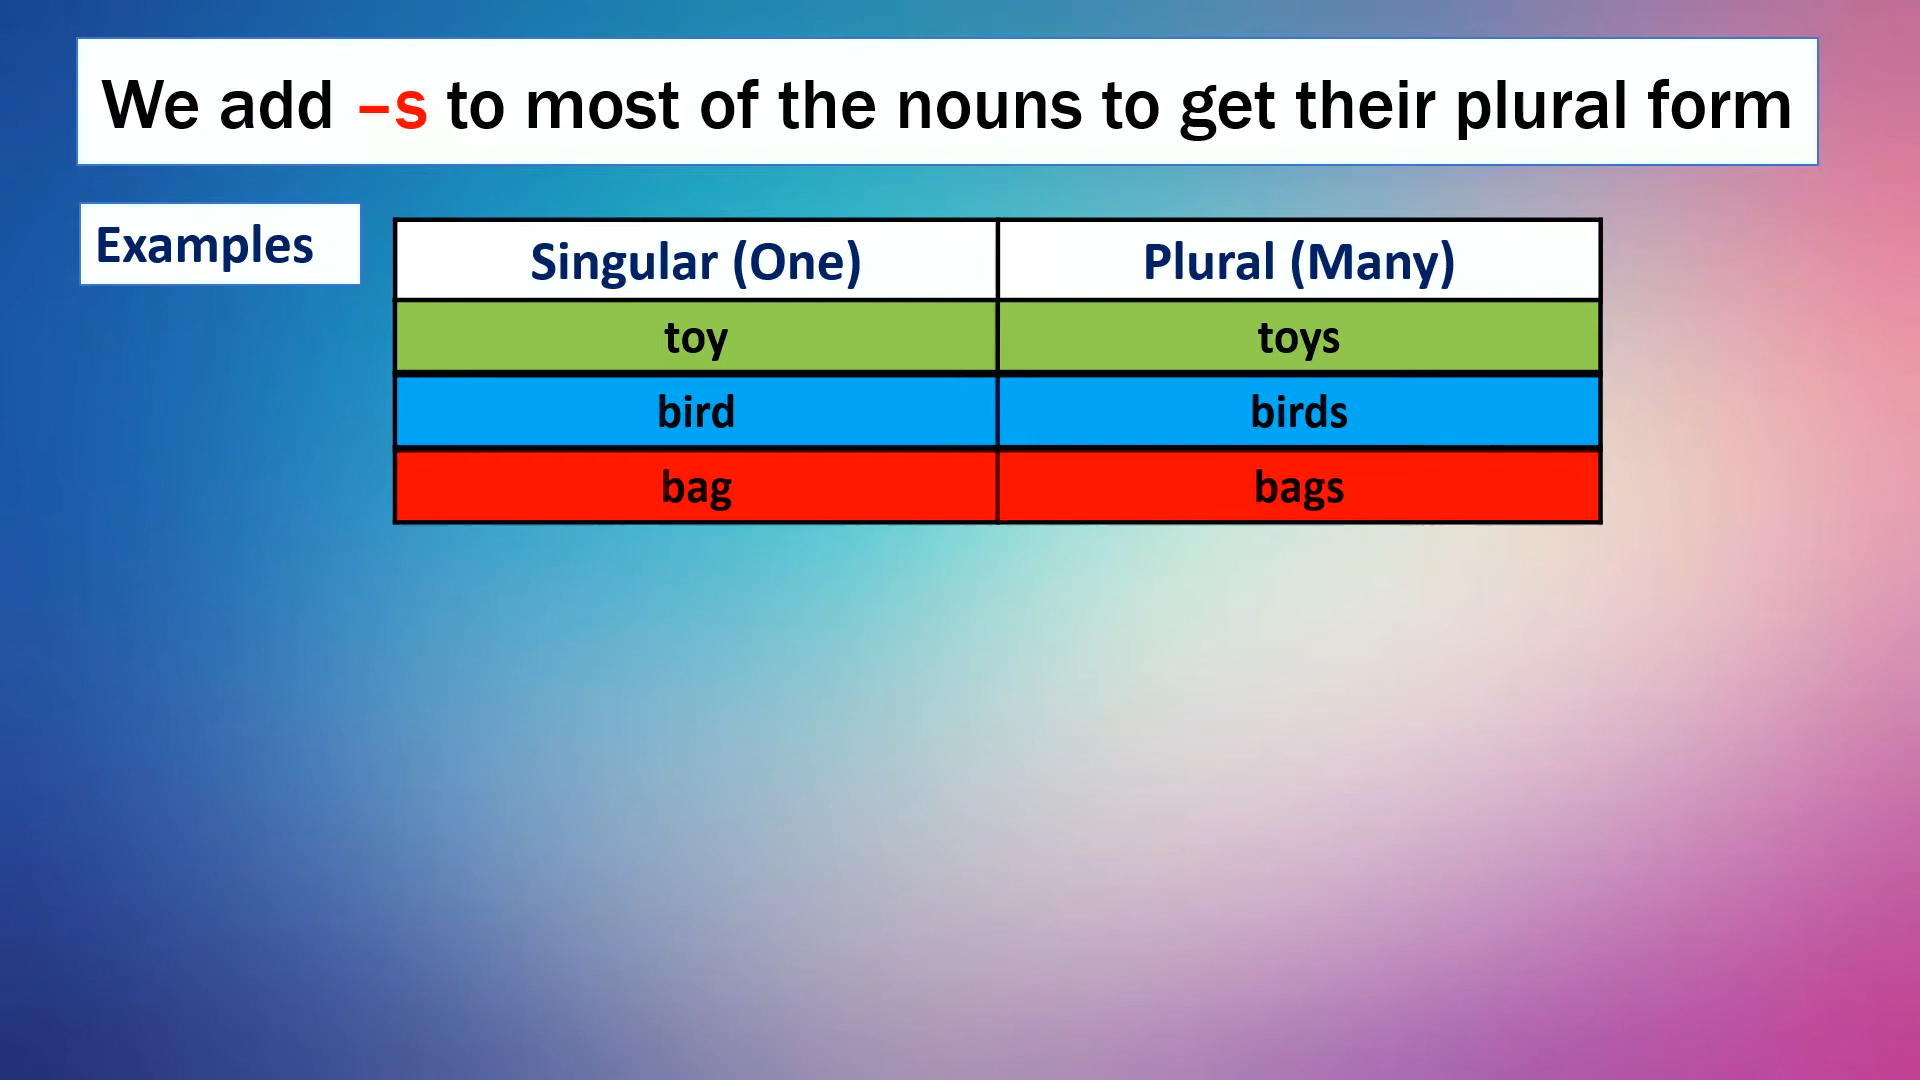 We add –s to most of the nouns to get their plural form
Examples
Singular (One) Plural (Many)
toy toys
bird birds
bag bags